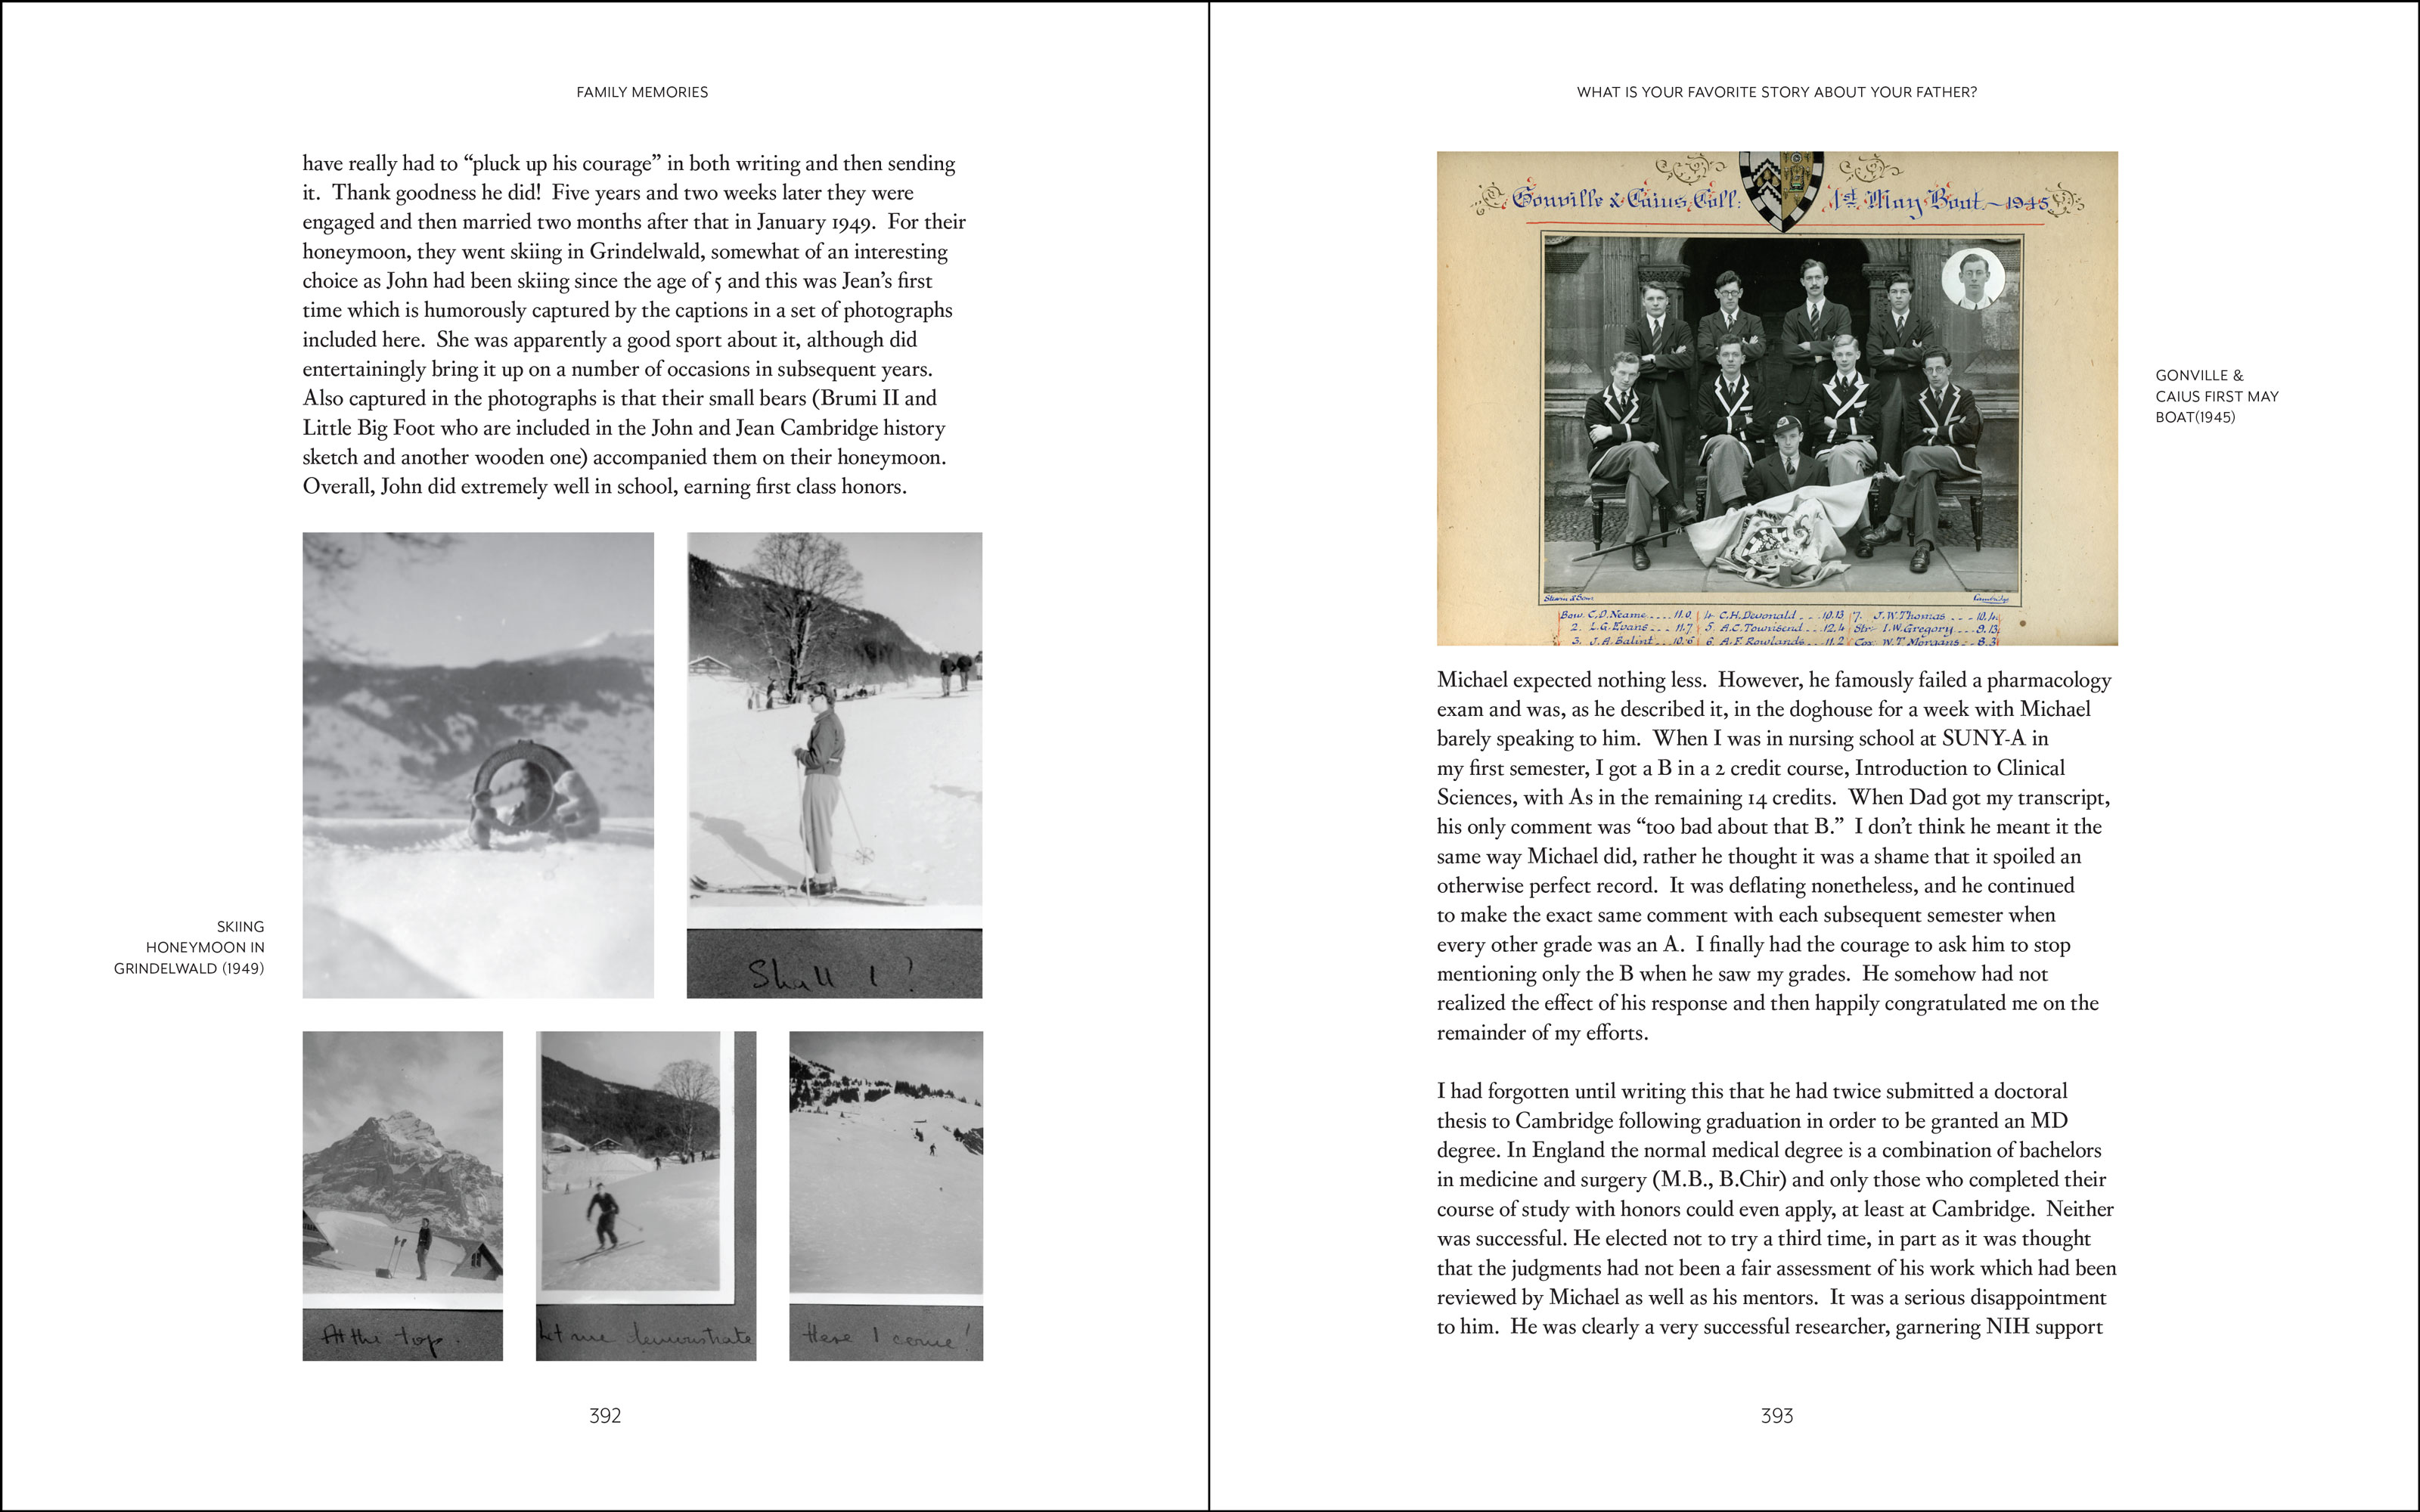 FAMILY MEMORIES
have really had to “pluck up his courage” in both writing and then sending
it.  Thank goodness he did!  Five years and two weeks later they were
engaged and then married two months after that in January 1949.  For their
honeymoon, they went skiing in Grindelwald, somewhat of an interesting
choice as John had been skiing since the age of 5 and this was Jean’s first
time which is humorously captured by the captions in a set of photographs
included here.  She was apparently a good sport about it, although did
entertainingly bring it up on a number of occasions in subsequent years.
Also captured in the photographs is that their small bears (Brumi II and
Little Big Foot who are included in the John and Jean Cambridge history
sketch and another wooden one) accompanied them on their honeymoon.
Overall, John did extremely well in school, earning first class honors.
SKIING
HONEYMOON IN
GRINDELWALD (1949)
Shall I?
At the top.
Let me demonstrate
Here I come!
392
WHAT IS YOUR FAVORITE STORY ABOUT YOUR FATHER?
Gonville & Caius Coll: 1st May Boat ~ 1945
Stearn & Sons Cambridge
Bow. C.D. Neame.... 11.0 4. C.H. Devonald ... 10.13 7. J.W. Thomas ... 10.4
2. L.G. Evans... 11.7 5. A.C. Townsend... 12.4 Str. I.W. Gregory.... 9.13
3. J.A. Balint... 10.6 6. A.F. Rowlands... 11.2 Cox. W.T. Morgans.. 8.3
GONVILLE &
CAIUS FIRST MAY
BOAT(1945)
Michael expected nothing less.  However, he famously failed a pharmacology
exam and was, as he described it, in the doghouse for a week with Michael
barely speaking to him.  When I was in nursing school at SUNY-A in
my first semester, I got a B in a 2 credit course, Introduction to Clinical
Sciences, with As in the remaining 14 credits.  When Dad got my transcript,
his only comment was “too bad about that B.”  I don’t think he meant it the
same way Michael did, rather he thought it was a shame that it spoiled an
otherwise perfect record.  It was deflating nonetheless, and he continued
to make the exact same comment with each subsequent semester when
every other grade was an A.  I finally had the courage to ask him to stop
mentioning only the B when he saw my grades.  He somehow had not
realized the effect of his response and then happily congratulated me on the
remainder of my efforts.
I had forgotten until writing this that he had twice submitted a doctoral
thesis to Cambridge following graduation in order to be granted an MD
degree. In England the normal medical degree is a combination of bachelors
in medicine and surgery (M.B., B.Chir) and only those who completed their
course of study with honors could even apply, at least at Cambridge.  Neither
was successful. He elected not to try a third time, in part as it was thought
that the judgments had not been a fair assessment of his work which had been
reviewed by Michael as well as his mentors.  It was a serious disappointment
to him.  He was clearly a very successful researcher, garnering NIH support
393